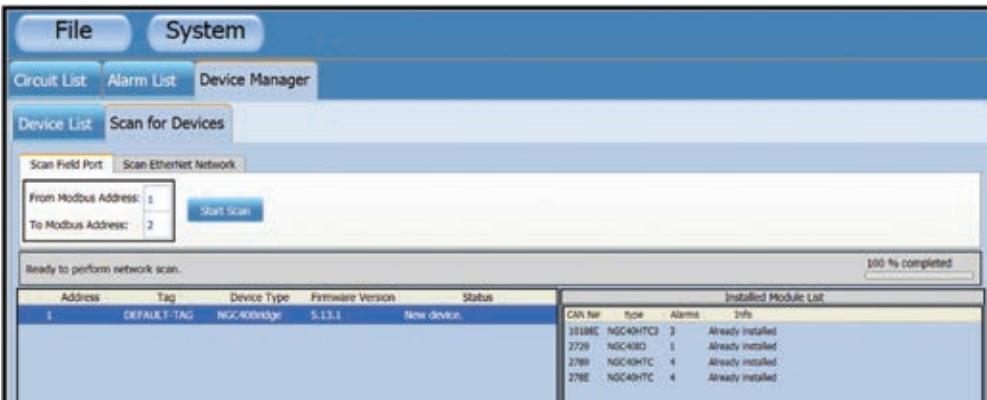 File System
Circuit List Alarm List Device Manager
Device List Scan for Devices
Scan Field Port Scan EtherNet Network
From Modbus Address: 1
Start Scan
To Modbus Address: 2
Ready to perform network scan. 100 % completed
Address Tag Device Type Firmware Version Status
1 DEFAULT-TAG NGC40Bridge 5.13.1 New device.
Installed Module List
CAN Nr type Alarms Info
NGC40HTC3 3 Already installed
2729 1 Already installed
NGC40HTC 4 Already installed
278E NGC40HTC 4 Already installed